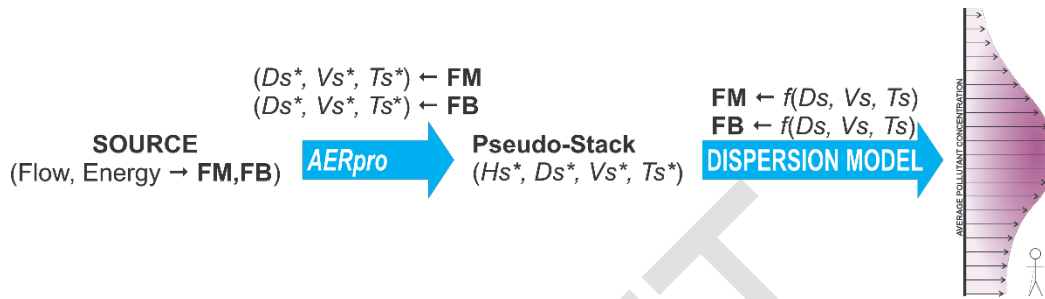 (Ds*, Vs*, Ts*) ← FM
(Ds*, Vs*, Ts*) ← FB
SOURCE
(Flow, Energy → FM,FB)
AERpro
Pseudo-Stack
(Hs*, Ds*, Vs*, Ts*)
FM ← f(Ds, Vs, Ts)
FB ← f(Ds, Vs, Ts)
DISPERSION MODEL
AVERAGE POLLUTANT CONCENTRATION